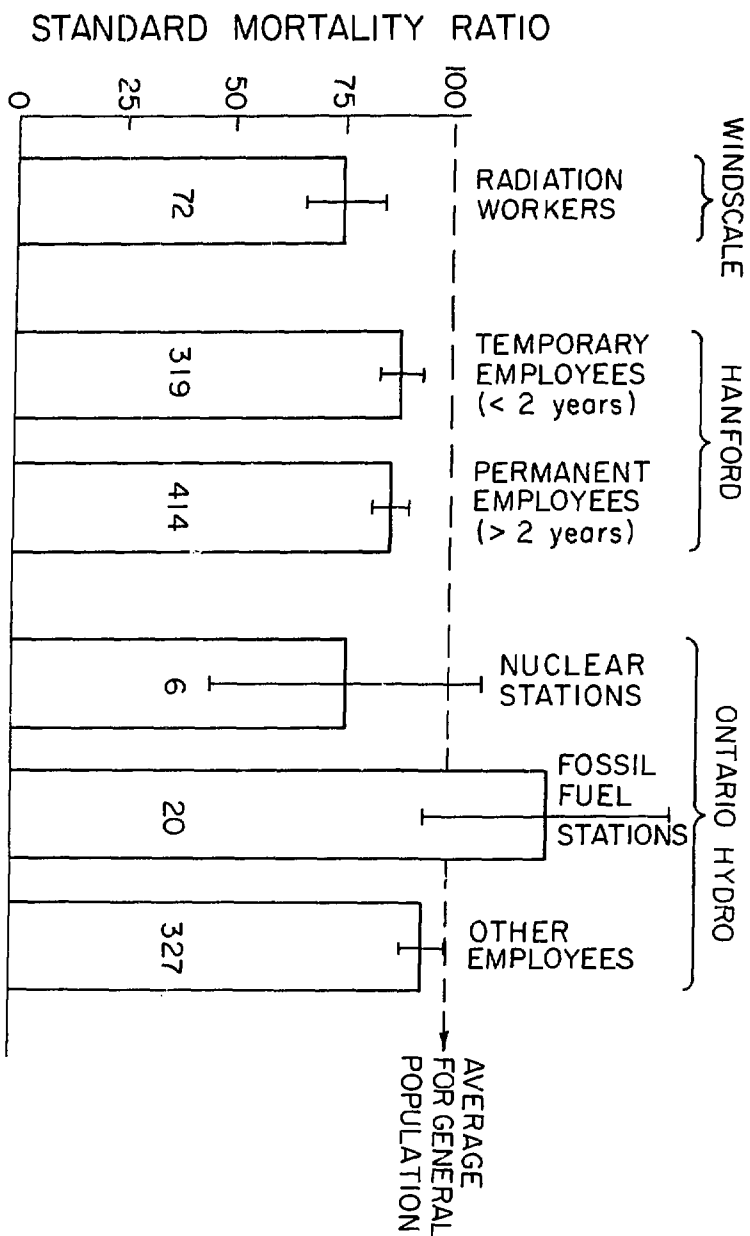 STANDARD MORTALITY RATIO
0
25
75
50
100
WINDSCALE
RADIATION
WORKERS
72
HANFORD
TEMPORARY
EMPLOYEES
(< 2 years)
319
PERMANENT
EMPLOYEES
(> 2 years)
414
ONTARIO HYDRO
NUCLEAR
STATIONS
6
FOSSIL
FUEL
STATIONS
20
OTHER
EMPLOYEES
327
AVERAGE
FOR GENERAL
POPULATION